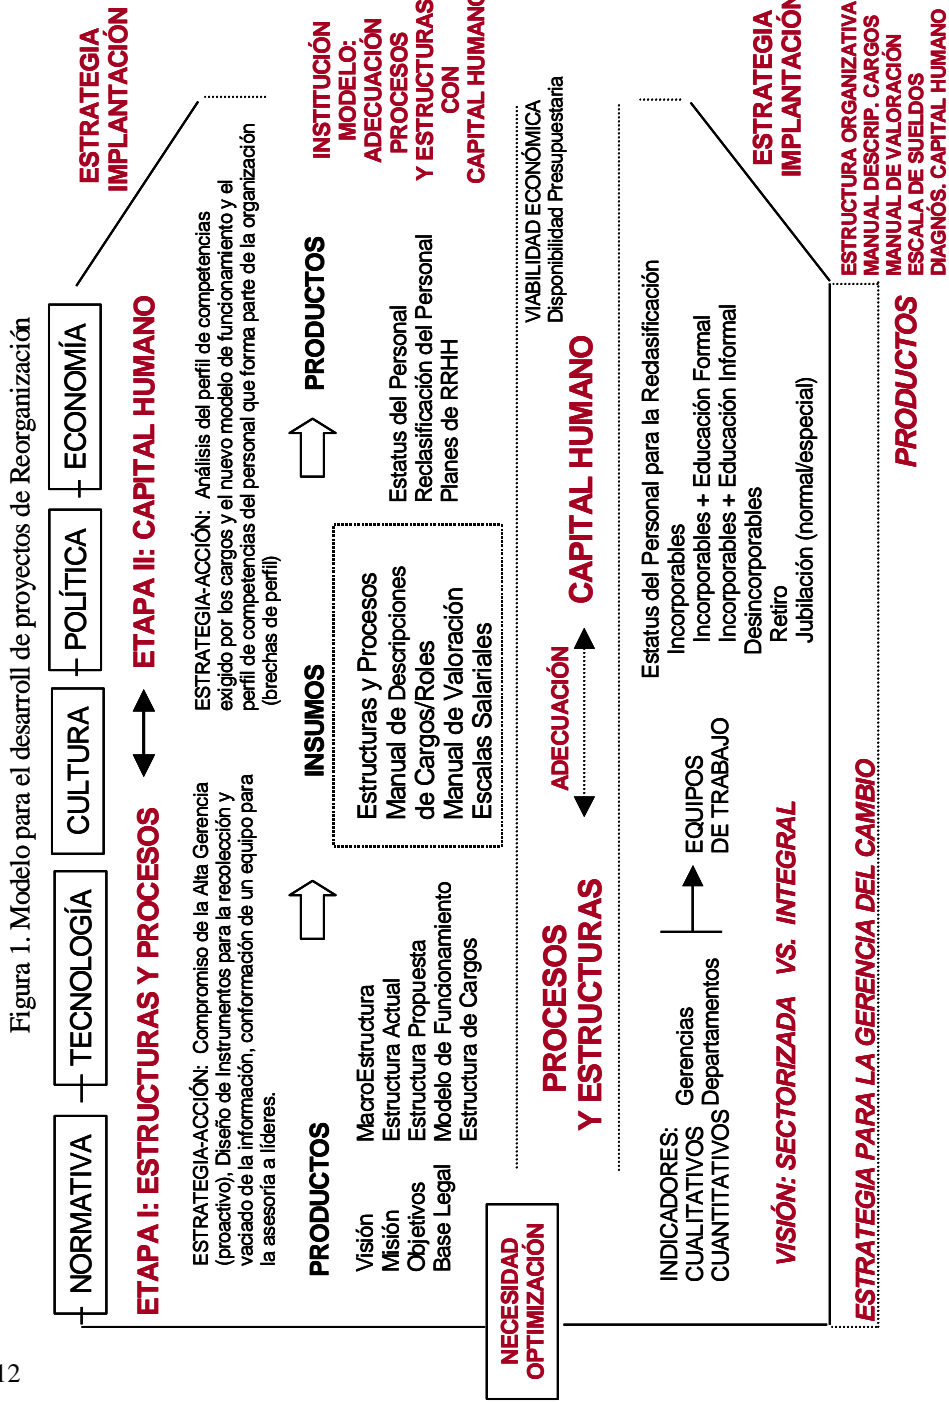 12
Figura 1. Modelo para el desarroll de proyectos de Reorganización
NORMATIVA
TECNOLOGÍA
CULTURA
POLÍTICA
ECONOMÍA
ESTRATEGIA
IMPLANTACIÓN
ETAPA I: ESTRUCTURAS Y PROCESOS
ETAPA II: CAPITAL HUMANO
ESTRATEGIA-ACCIÓN: Compromiso de la Alta Gerencia
(proactivo), Diseño de Instrumentos para la recolección y
vaciado de la información, conformación de un equipo para
la asesoría a líderes.
ESTRATEGIA-ACCIÓN: Análisis del perfil de competencias
exigido por los cargos y el nuevo modelo de funcionamiento y el
perfil de competencias del personal que forma parte de la organización
(brechas de perfil)
PRODUCTOS
INSUMOS
PRODUCTOS
INSTITUCIÓN
MODELO:
ADECUACIÓN
PROCESOS
Y ESTRUCTURAS
CON
CAPITAL HUMANO
Visión
Misión
Objetivos
Base Legal
MacroEstructura
Estructura Actual
Estructura Propuesta
Modelo de Funcionamiento
Estructura de Cargos
Estructuras y Procesos
Manual de Descripciones
de Cargos/Roles
Manual de Valoración
Escalas Salariales
Estatus del Personal
Reclasificación del Personal
Planes de RRHH
NECESIDAD
OPTIMIZACIÓN
PROCESOS
Y ESTRUCTURAS
ADECUACIÓN
CAPITAL HUMANO
VIABILIDAD ECONÓMICA
Disponibilidad Presupuestaria
INDICADORES:
CUALITATIVOS
CUANTITATIVOS
Gerencias
Departamentos
EQUIPOS
DE TRABAJO
Estatus del Personal para la Reclasificación
Incorporables
Incorporables + Educación Formal
Incorporables + Educación Informal
Desincorporables
Retiro
Jubilación (normal/especial)
ESTRATEGIA
IMPLANTACIÓN
VISIÓN: SECTORIZADA VS. INTEGRAL
ESTRATEGIA PARA LA GERENCIA DEL CAMBIO
PRODUCTOS
ESTRUCTURA ORGANIZATIVA
MANUAL DESCRIP. CARGOS
MANUAL DE VALORACIÓN
ESCALA DE SUELDOS
DIAGNÓS. CAPITAL HUMANO